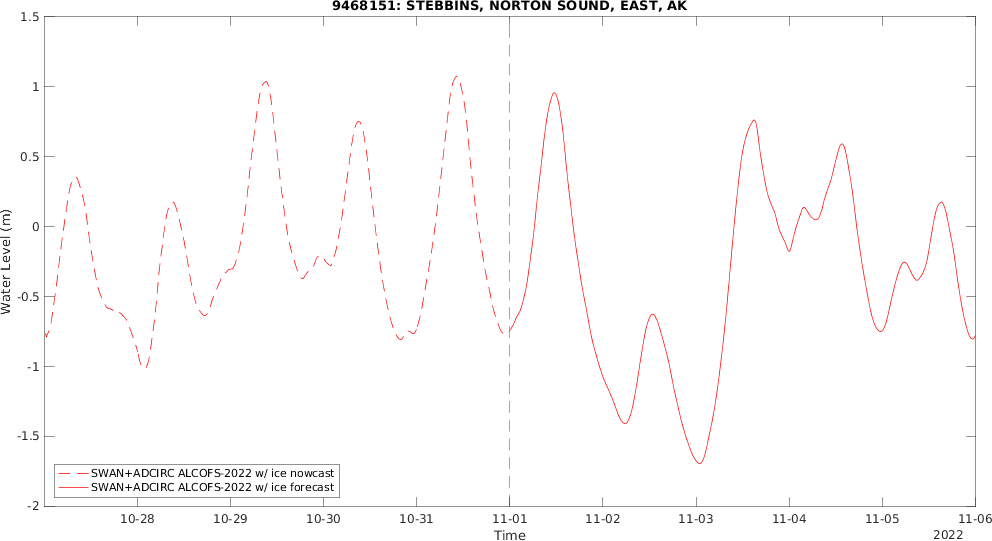 9468151: STEBBINS, NORTON SOUND, EAST, AK
1.5
1
0.5
0
-0.5
-1
-1.5
-2
Water Level (m)
SWAN+ADCIRC ALCOFS-2022 w/ ice nowcast
SWAN+ADCIRC ALCOFS-2022 w/ ice forecast
10-28 10-29 10-30 10-31 11-01 11-02 11-03 11-04 11-05 11-06
Time
2022